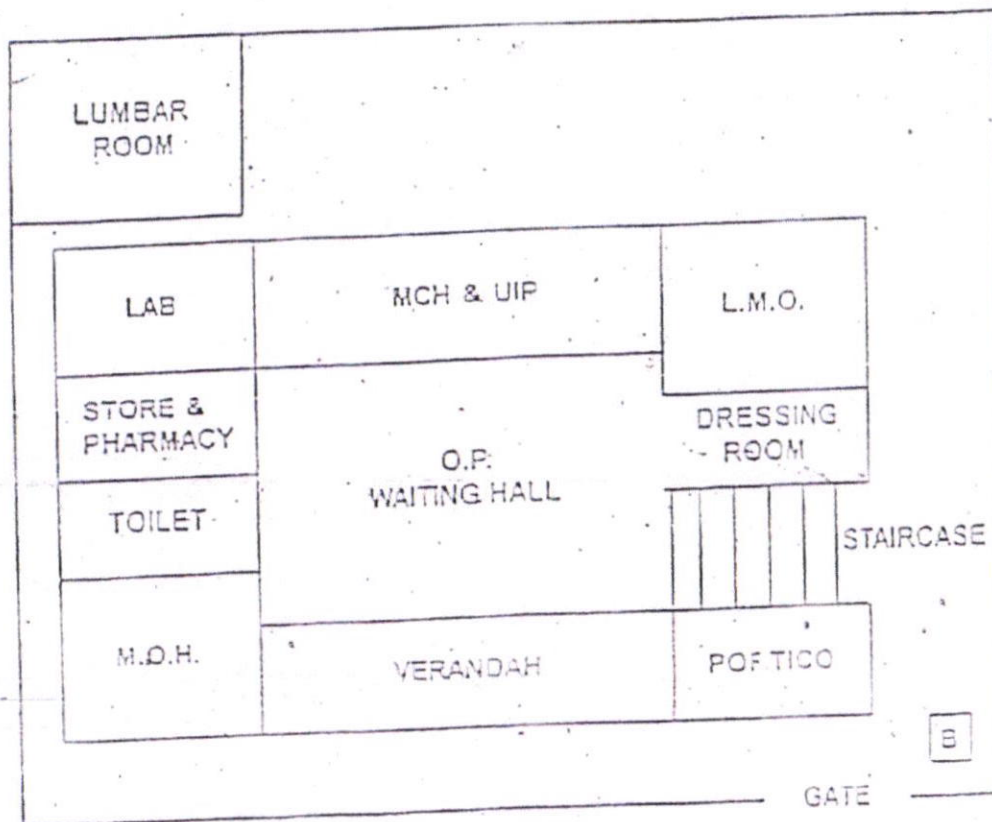 LUMBAR
ROOM
LAB
MCH & UIP
L.M.O.
STORE &
PHARMACY
DRESSING
ROOM
O.P.
WAITING HALL
TOILET
STAIRCASE
M.O.H.
VERANDAH
PORTICO
B
GATE